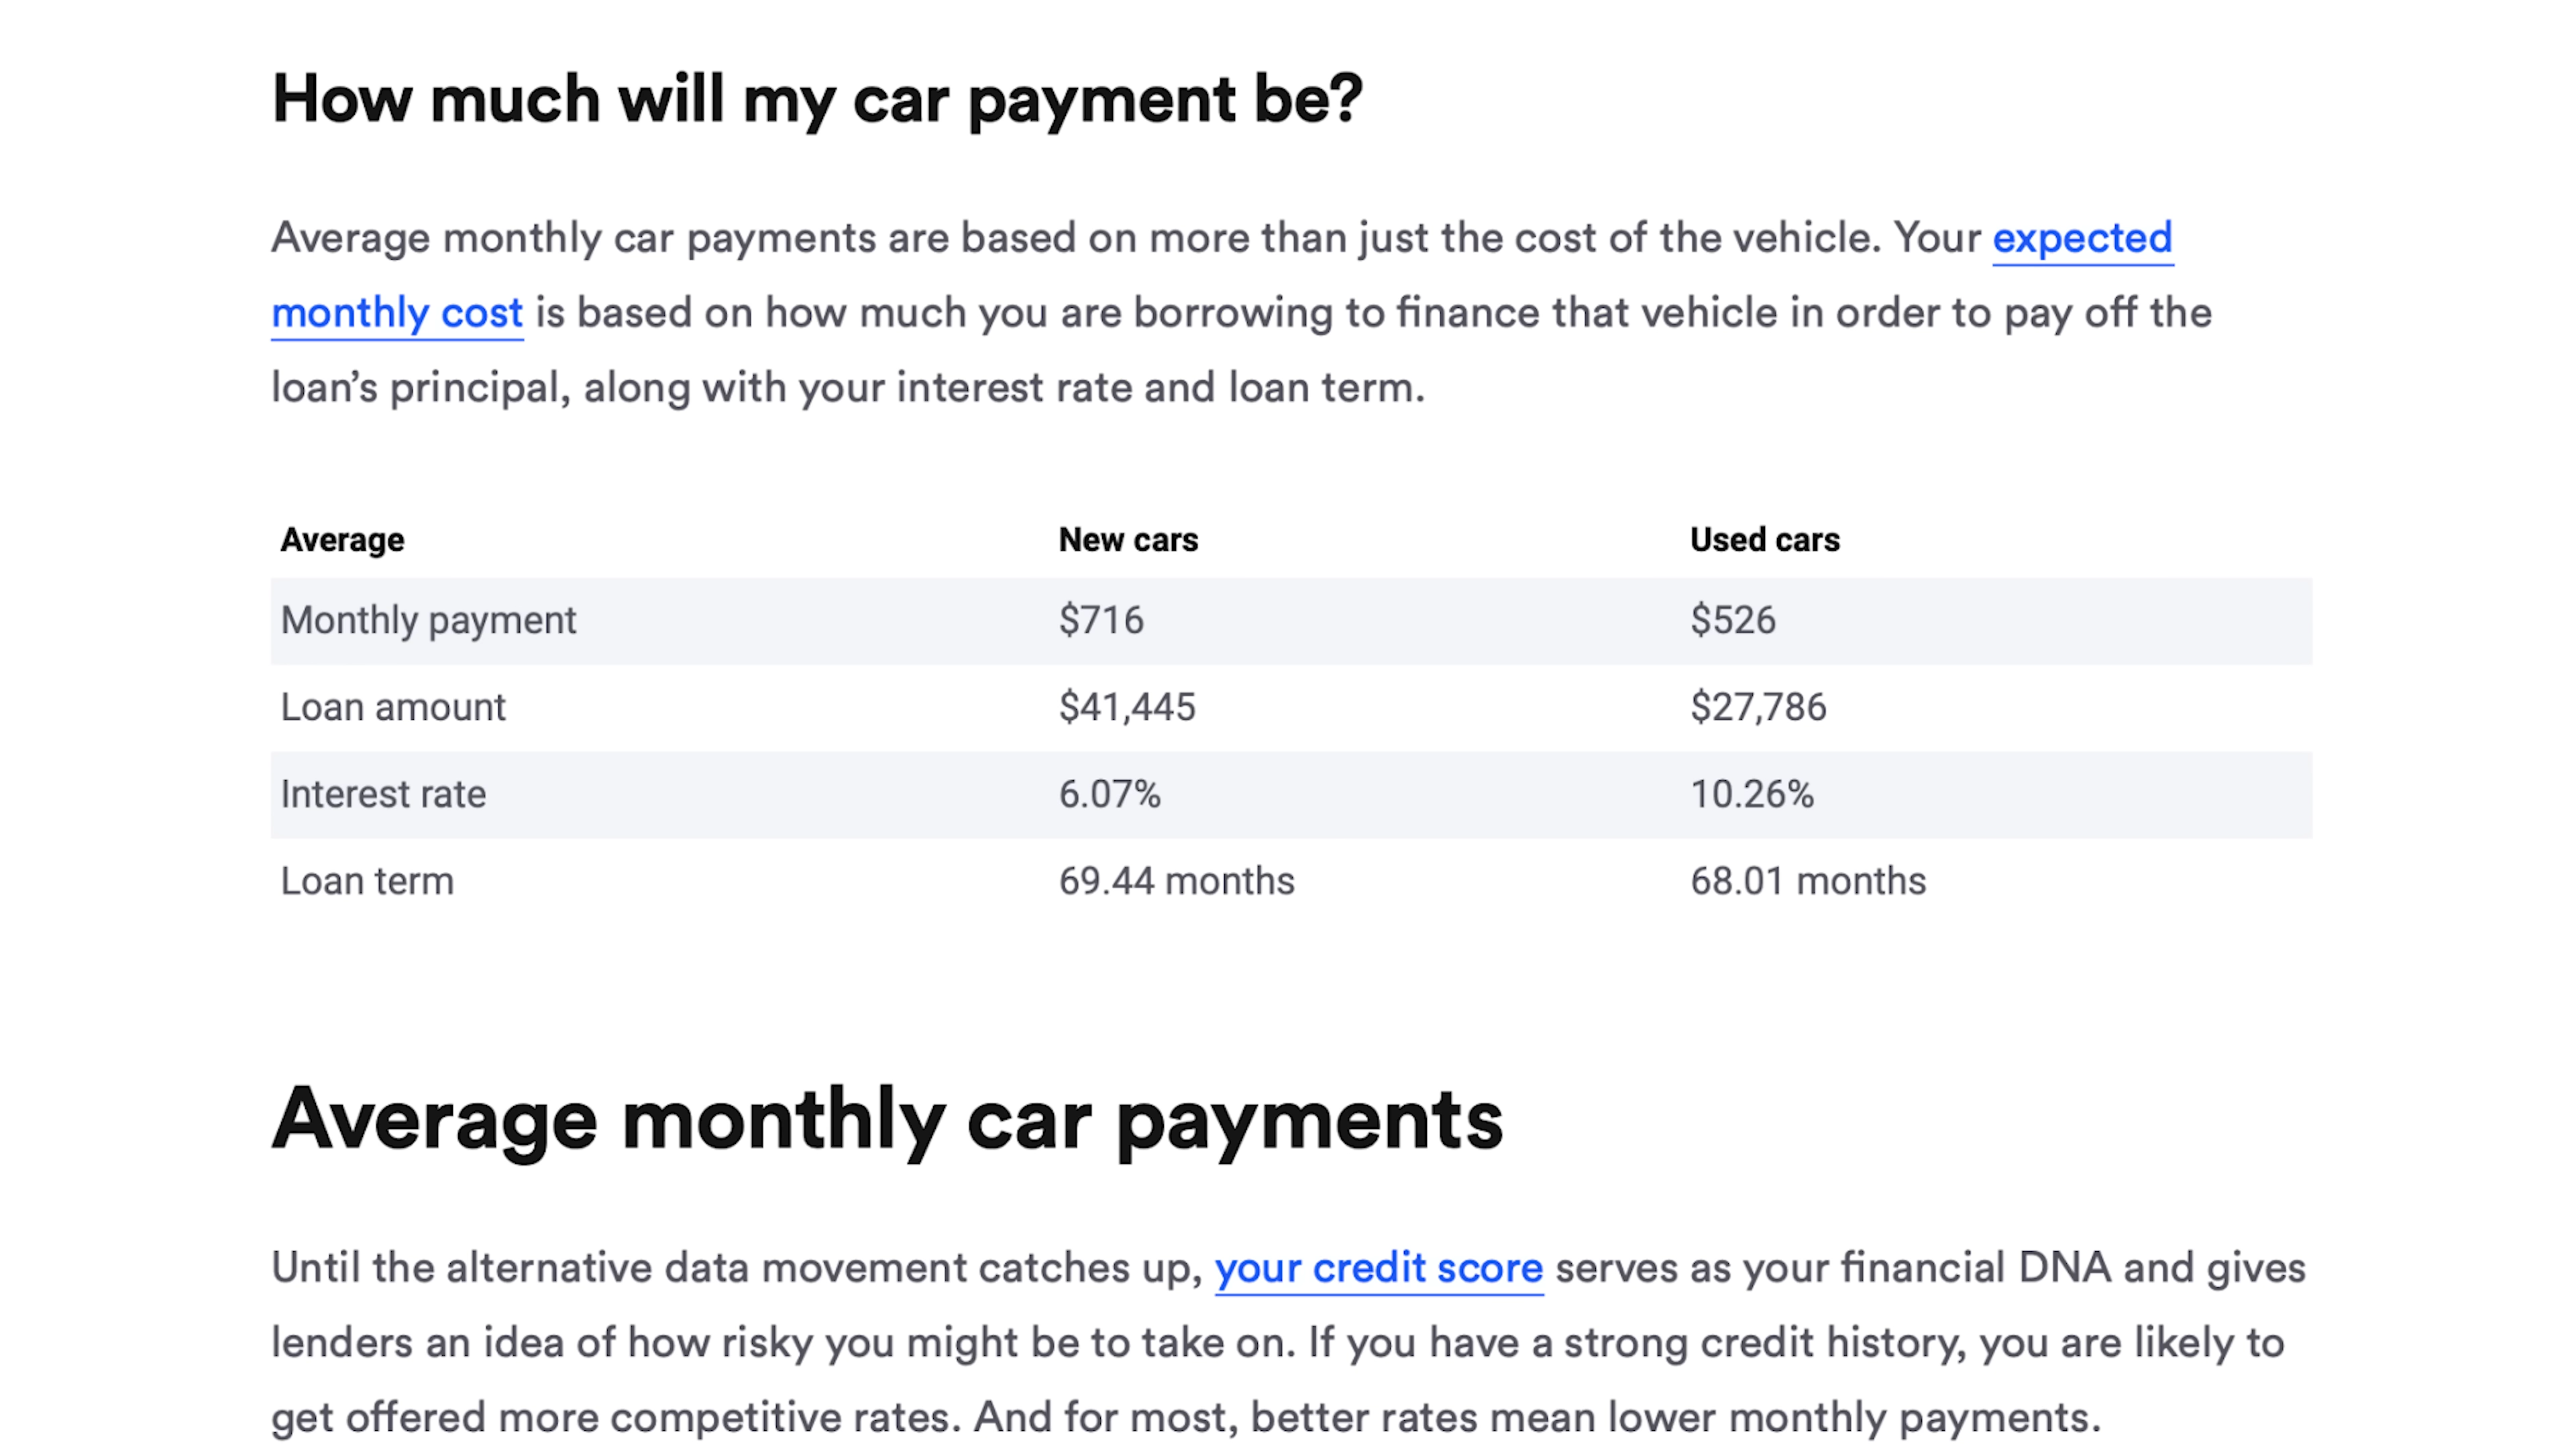 How much will my car payment be?
Average monthly car payments are based on more than just the cost of the vehicle. Your expected
monthly cost is based on how much you are borrowing to finance that vehicle in order to pay off the
loan’s principal, along with your interest rate and loan term.
Average New cars Used cars
Monthly payment $716 $526
Loan amount $41,445 $27,786
Interest rate 6.07% 10.26%
Loan term 69.44 months 68.01 months
Average monthly car payments
Until the alternative data movement catches up, your credit score serves as your financial DNA and gives
lenders an idea of how risky you might be to take on. If you have a strong credit history, you are likely to
get offered more competitive rates. And for most, better rates mean lower monthly payments.